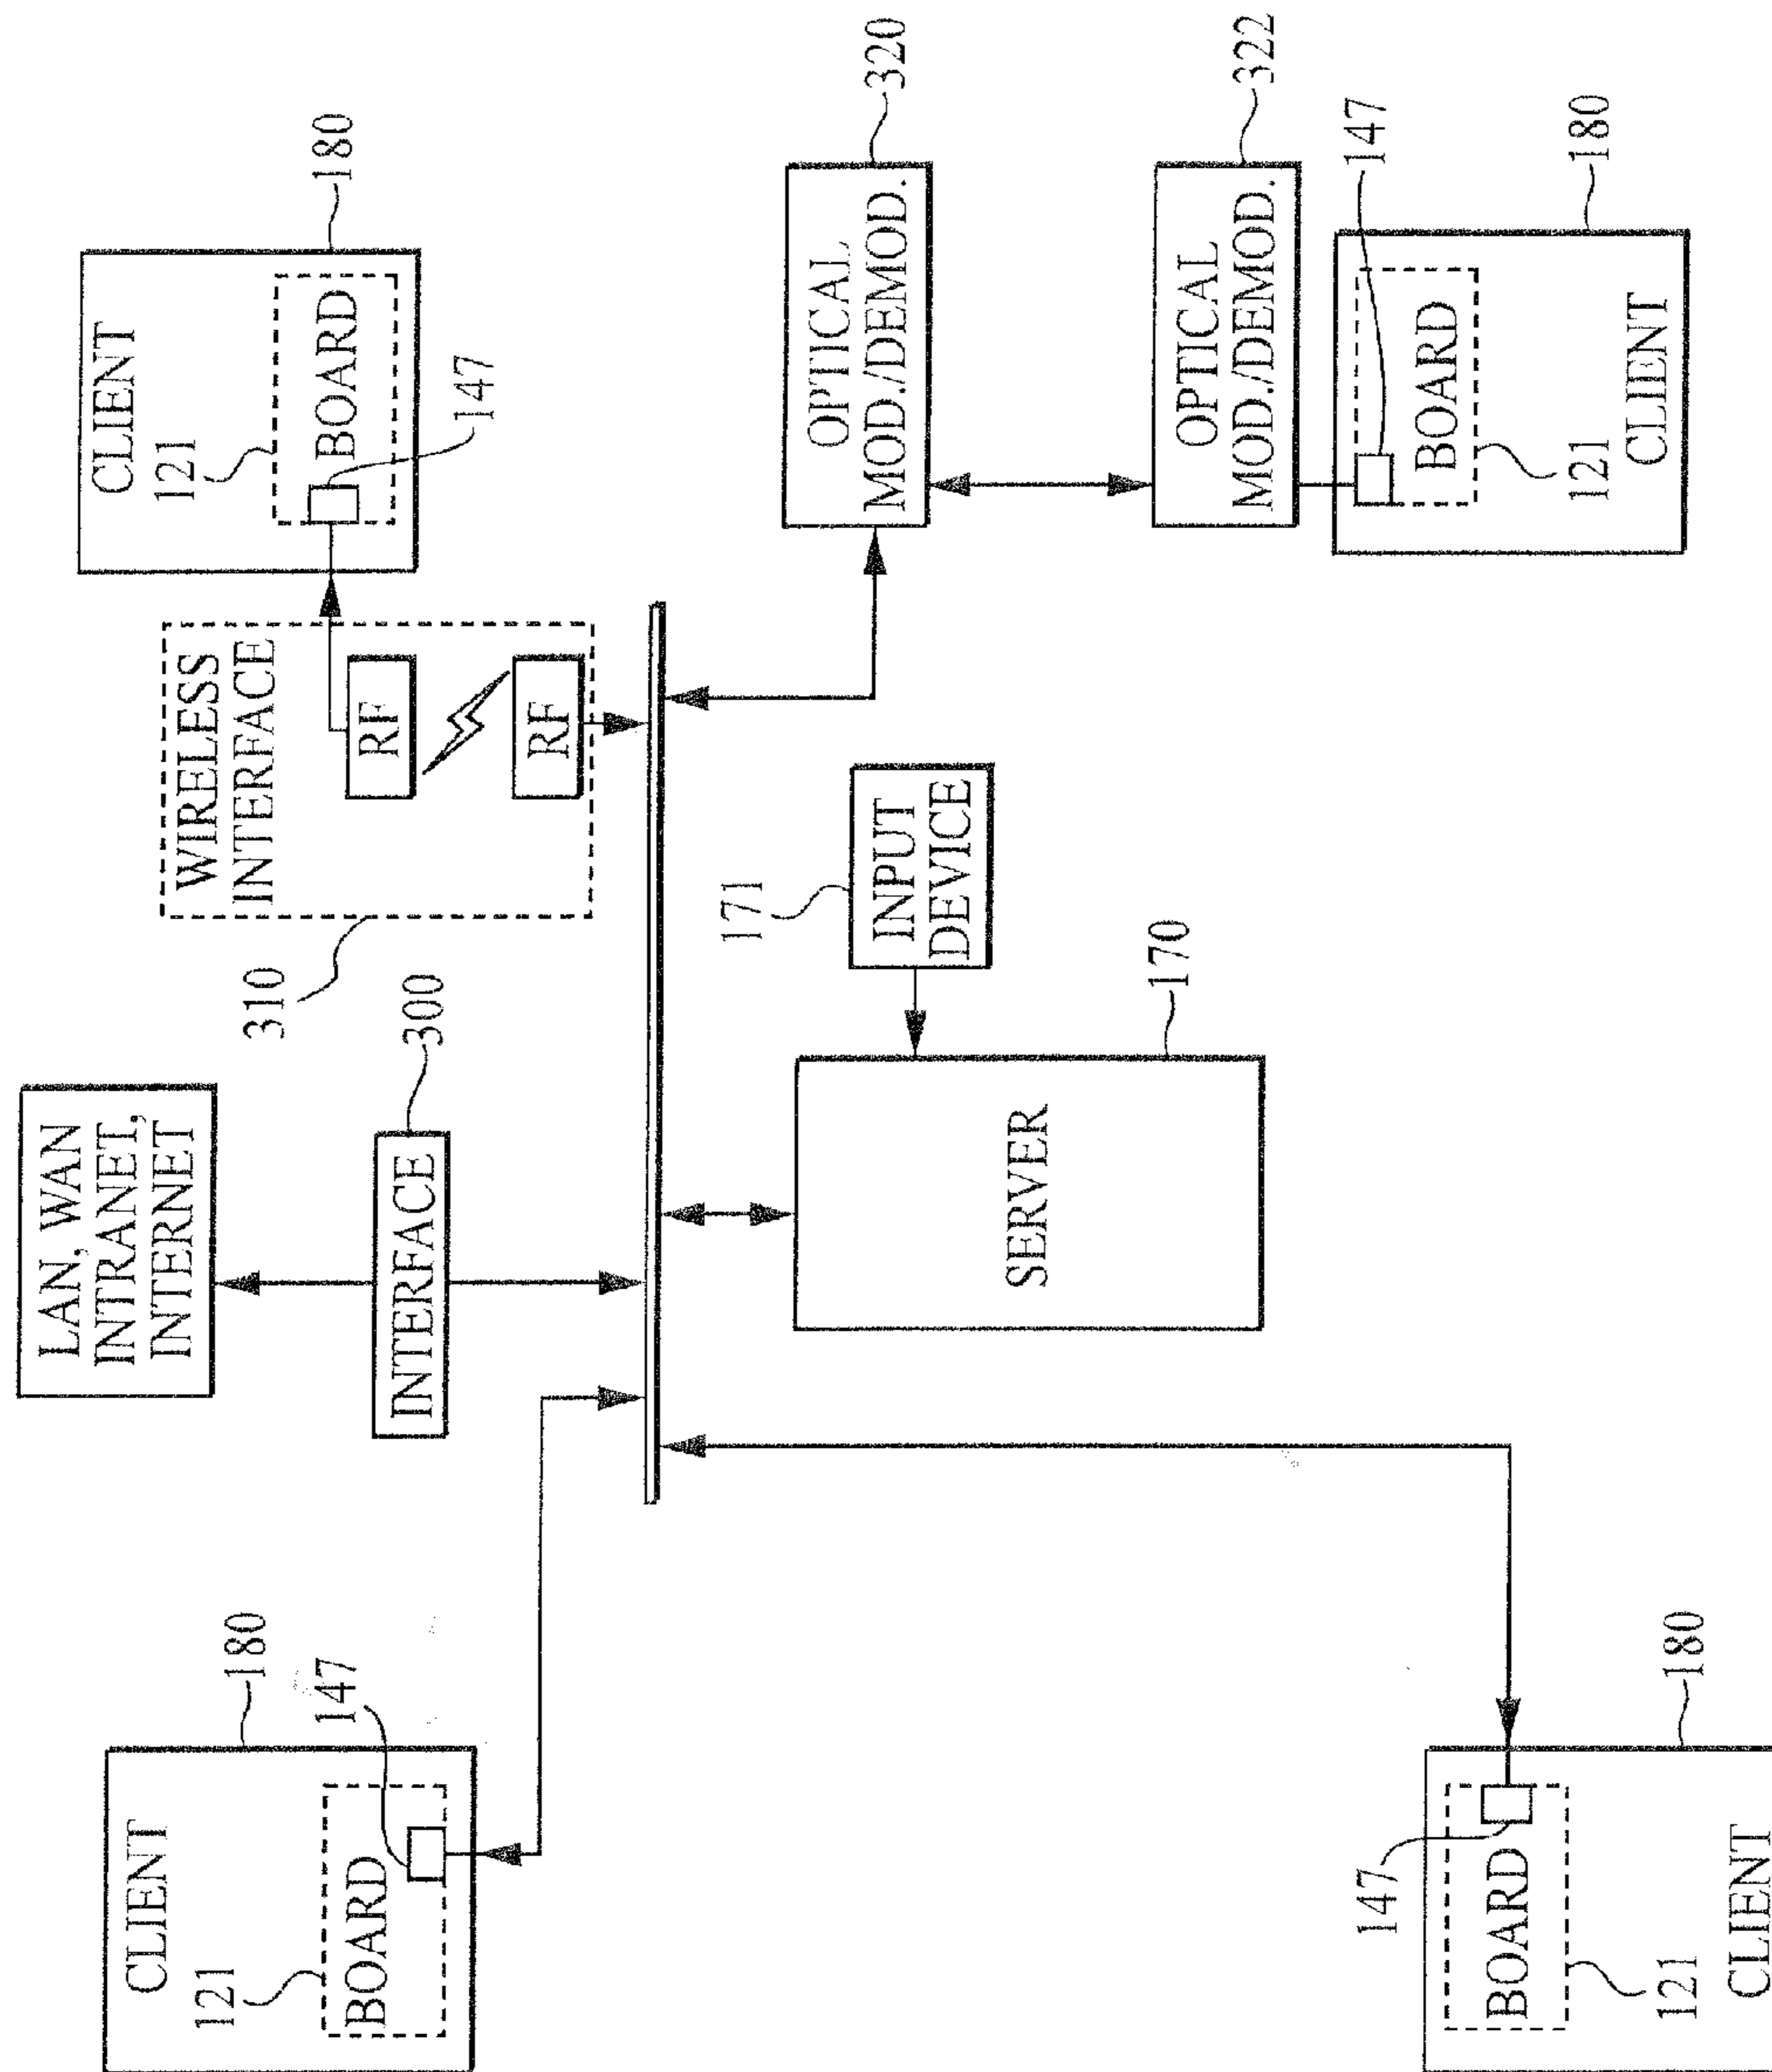 CLIENT
121
BOARD
147
180
LAN, WAN
INTRANET,
INTERNET
INTERFACE
300
310
WIRELESS
INTERFACE
RF
RF
CLIENT
121
BOARD
147
180
171
INPUT
DEVICE
SERVER
170
OPTICAL
MOD./DEMOD.
320
OPTICAL
MOD./DEMOD.
322
147
BOARD
121
CLIENT
180
147
BOARD
121
CLIENT
180